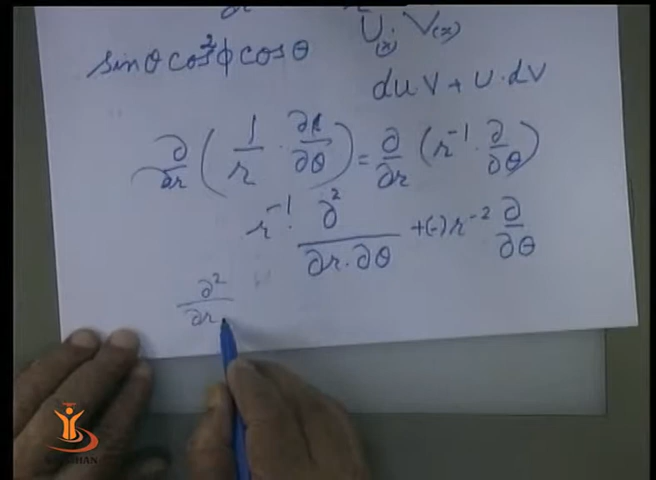 U(x) · V(x)
sinθ cos²φ cosθ
du·V + U·dV
∂/∂r (1/r · ∂/∂θ) = ∂/∂r (r⁻¹ · ∂/∂θ)
r⁻¹ · ∂²/∂r·∂θ + (-) r⁻² ∂/∂θ
∂²/∂r